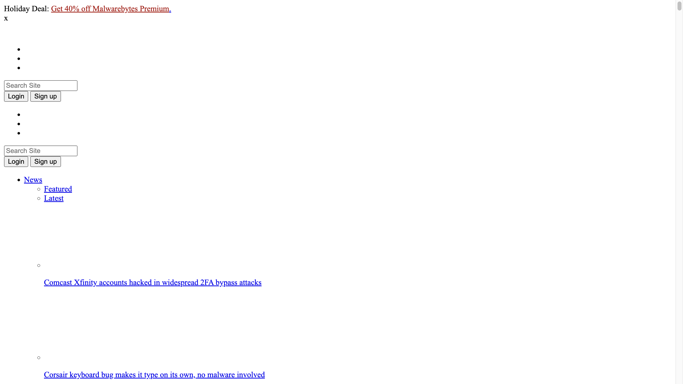 Holiday Deal: Get 40% off Malwarebytes Premium.
x
Search Site
Login Sign up
Search Site
Login Sign up
News
Featured
Latest
Comcast Xfinity accounts hacked in widespread 2FA bypass attacks
Corsair keyboard bug makes it type on its own, no malware involved